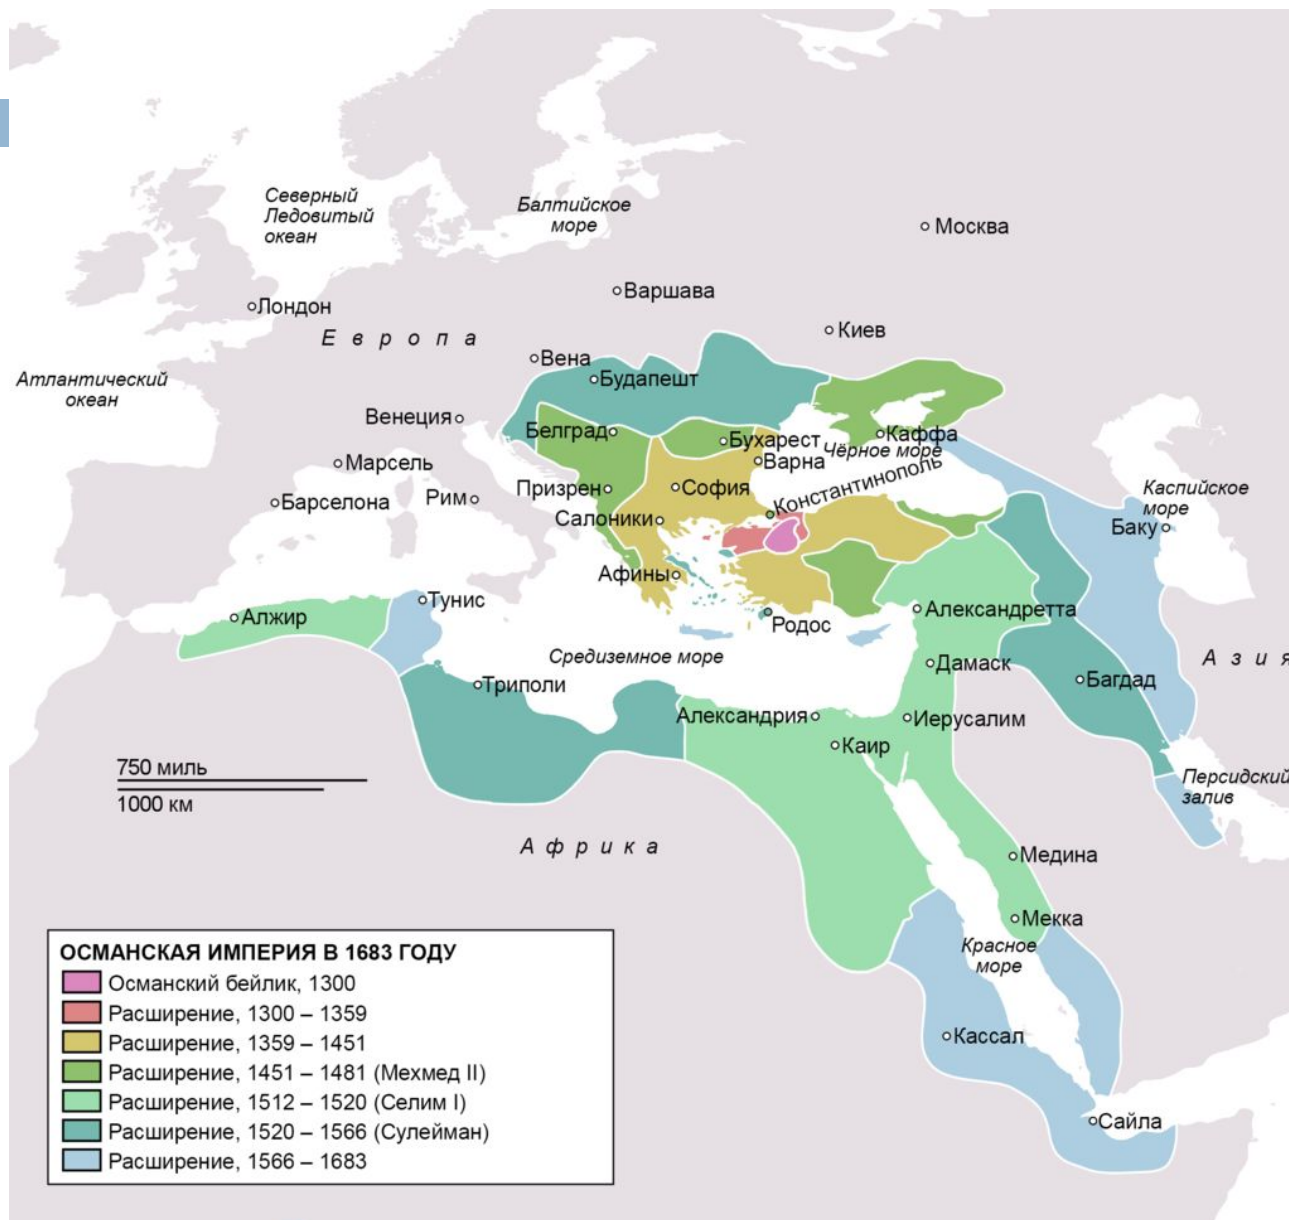 Северный
Ледовитый
океан
Балтийское
море
Москва
Варшава
Лондон
Киев
Европа
Вена
Атлантический
океан
Будапешт
Венеция
Белград
Бухарест
Каффа
Чёрное море
Варна
Марсель
Константинополь
Барселона
Рим
Призрен
София
Каспийское
море
Салоники
Баку
Афины
Тунис
Алжир
Родос
Александретта
Средиземное море
Дамаск
Азия
Триполи
Багдад
Александрия
Иерусалим
Каир
750 миль
1000 км
Персидский
залив
Африка
Медина
Мекка
Красное
море
Кассал
Сайла
ОСМАНСКАЯ ИМПЕРИЯ В 1683 ГОДУ
Османский бейлик, 1300
Расширение, 1300 – 1359
Расширение, 1359 – 1451
Расширение, 1451 – 1481 (Мехмед II)
Расширение, 1512 – 1520 (Селим I)
Расширение, 1520 – 1566 (Сулейман)
Расширение, 1566 – 1683